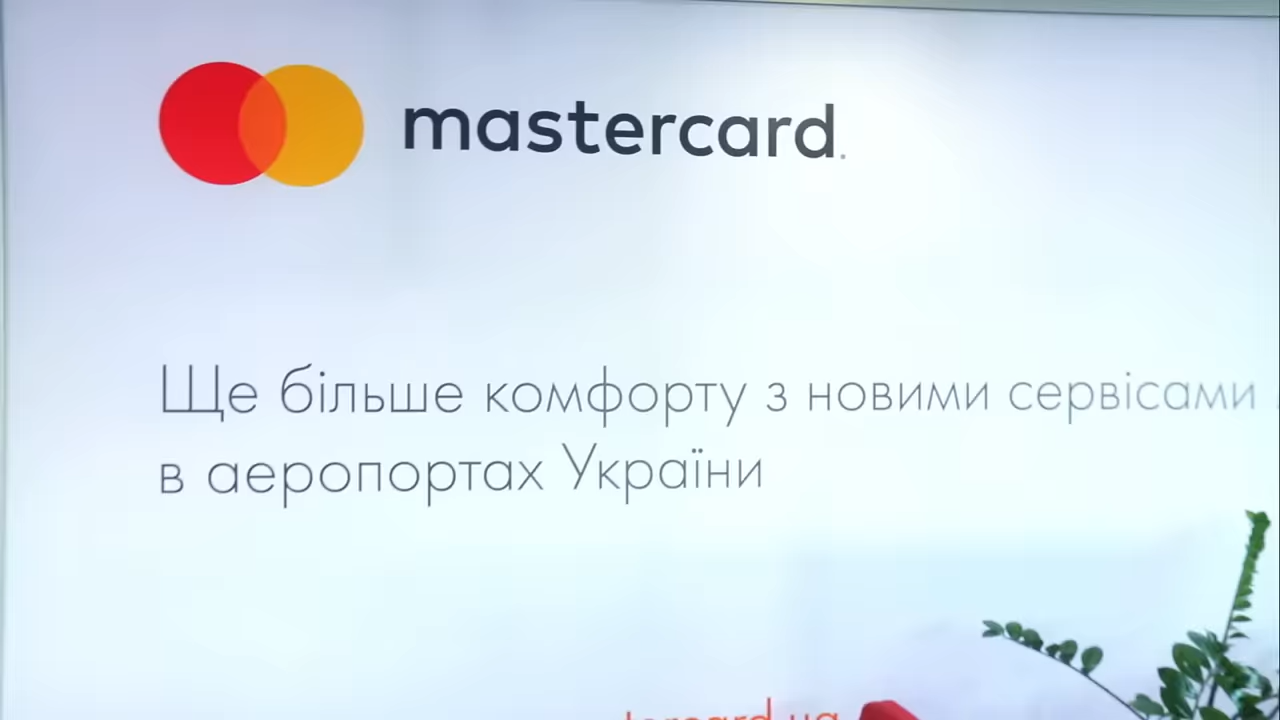 mastercard.
Ще більше комфорту з новими сервісами
в аеропортах України